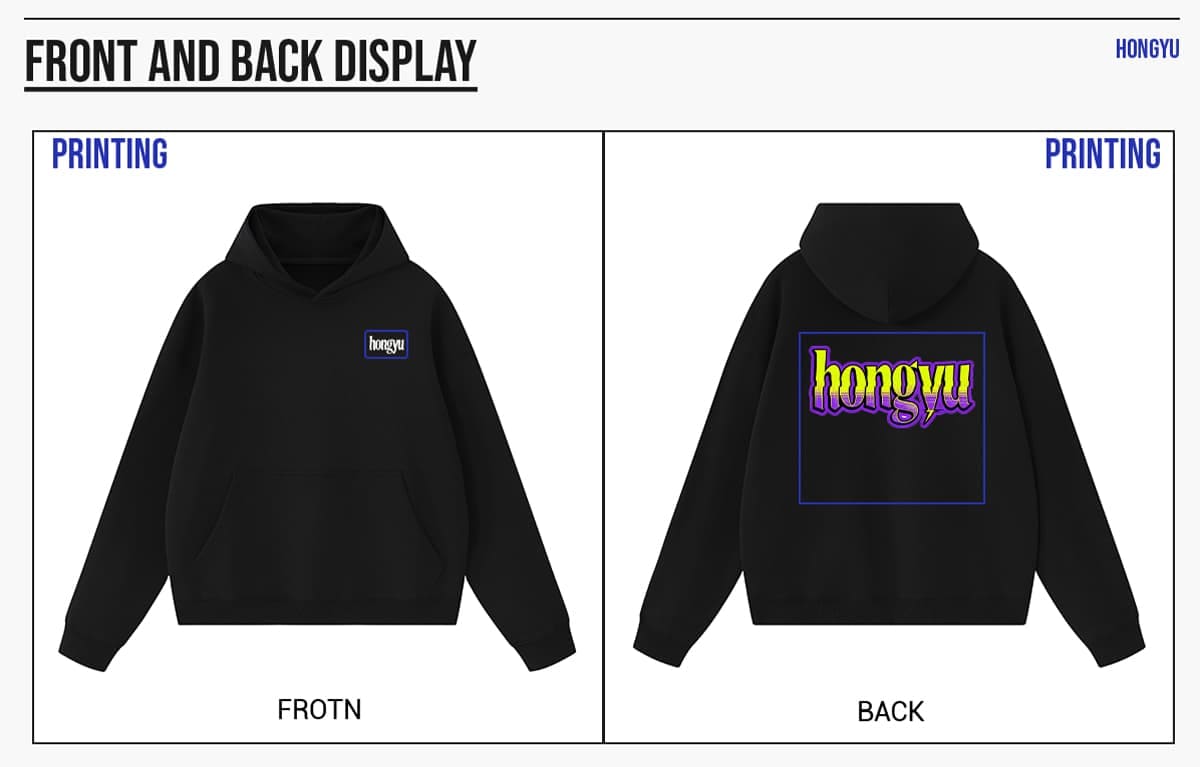 FRONT AND BACK DISPLAY
HONGYU
PRINTING
PRINTING
hongyu
hongyu
FROTN
BACK